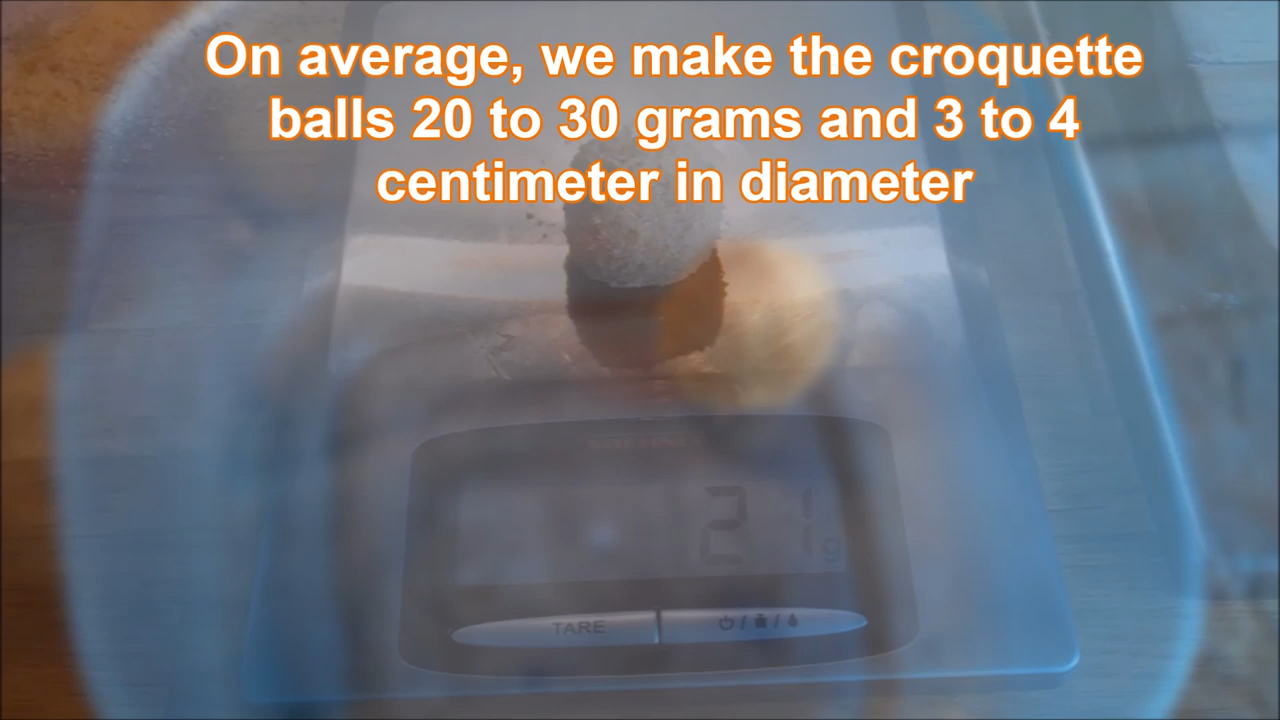 On average, we make the croquette
balls 20 to 30 grams and 3 to 4
centimeter in diameter
21 g
TARE